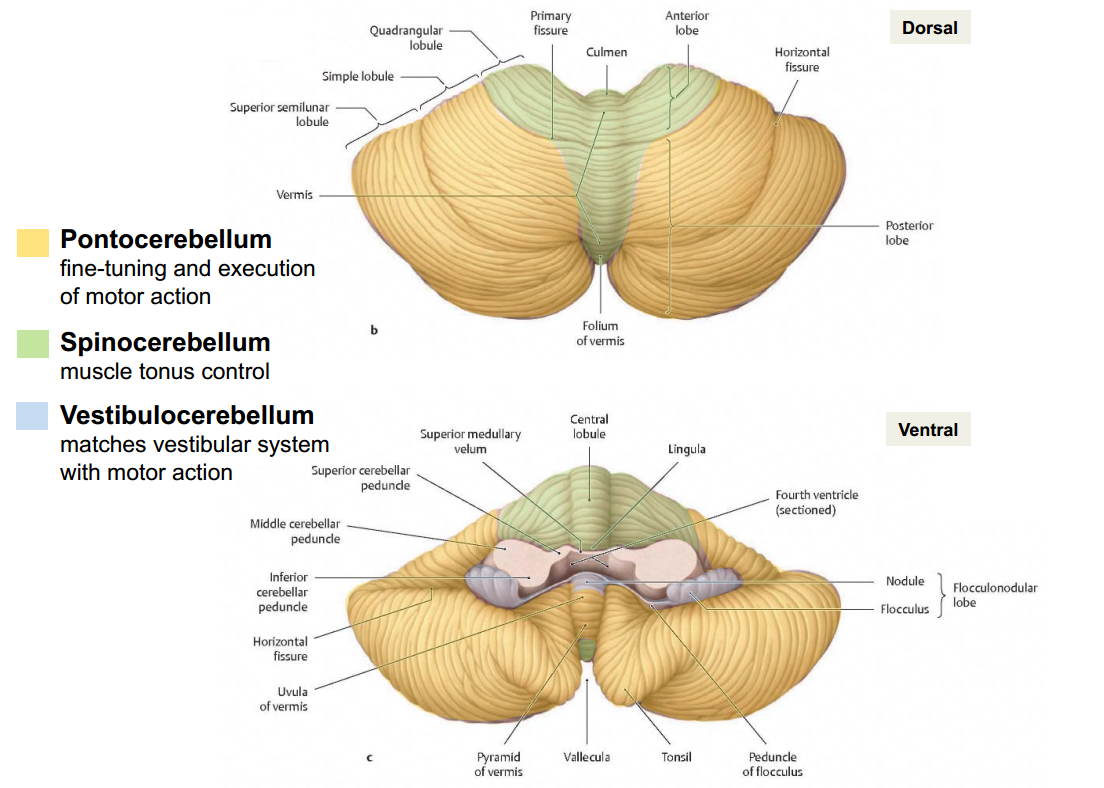 Dorsal
Primary
fissure
Anterior
lobe
Quadrangular
lobule
Culmen
Horizontal
fissure
Simple lobule
Superior semilunar
lobule
Vermis
Posterior
lobe
Folium
of vermis
b
Pontocerebellum
fine-tuning and execution
of motor action
Spinocerebellum
muscle tonus control
Vestibulocerebellum
matches vestibular system
with motor action
Ventral
Central
lobule
Superior medullary
velum
Lingula
Superior cerebellar
peduncle
Fourth ventricle
(sectioned)
Middle cerebellar
peduncle
Inferior
cerebellar
peduncle
Nodule
Flocculus
Flocculonodular
lobe
Horizontal
fissure
Uvula
of vermis
c
Pyramid
of vermis
Vallecula
Tonsil
Peduncle
of flocculus